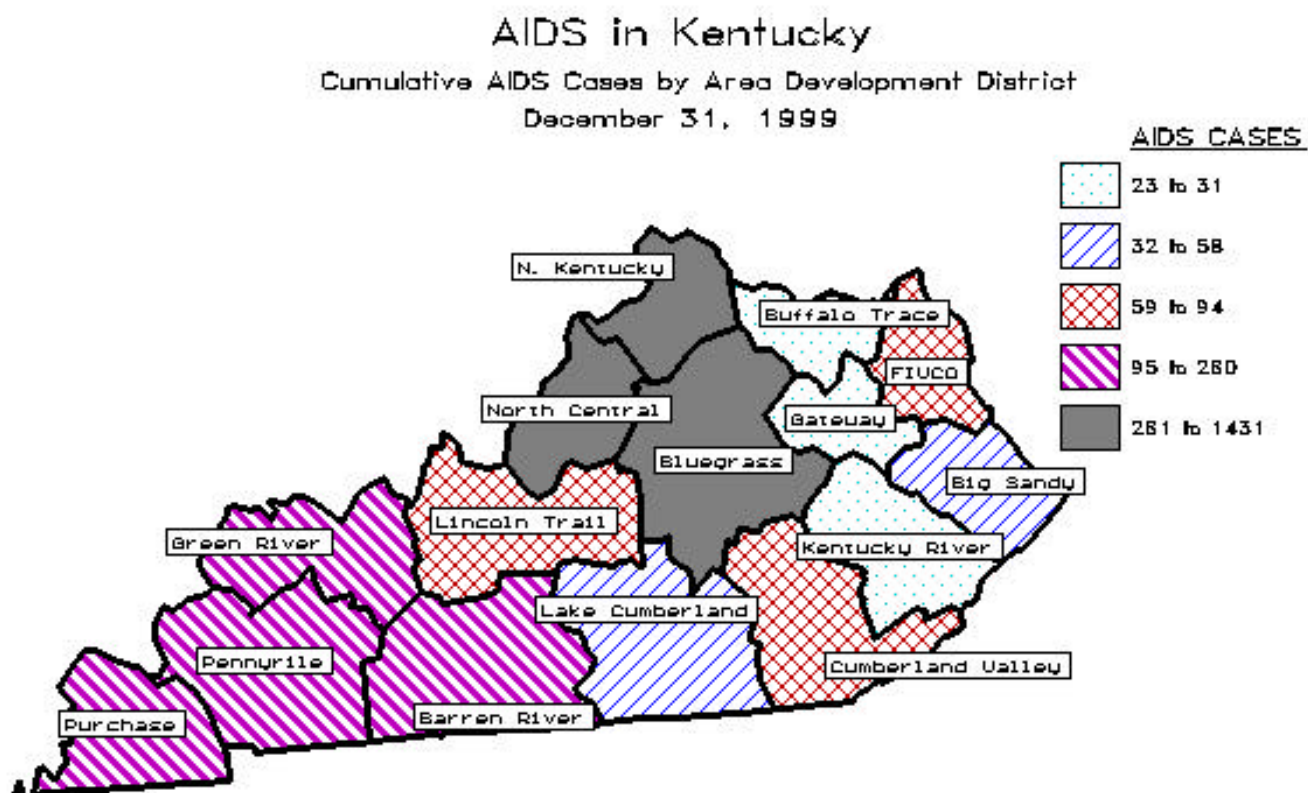 AIDS in Kentucky
Cumulative AIDS Cases by Area Development District
December 31, 1999
AIDS CASES
23 to 31
32 to 58
59 to 94
95 to 260
261 to 1431
N. Kentucky
Buffalo Trace
FIVCO
North Central
Gateway
Bluegrass
Big Sandy
Lincoln Trail
Green River
Kentucky River
Lake Cumberland
Pennyrile
Cumberland Valley
Purchase
Barren River